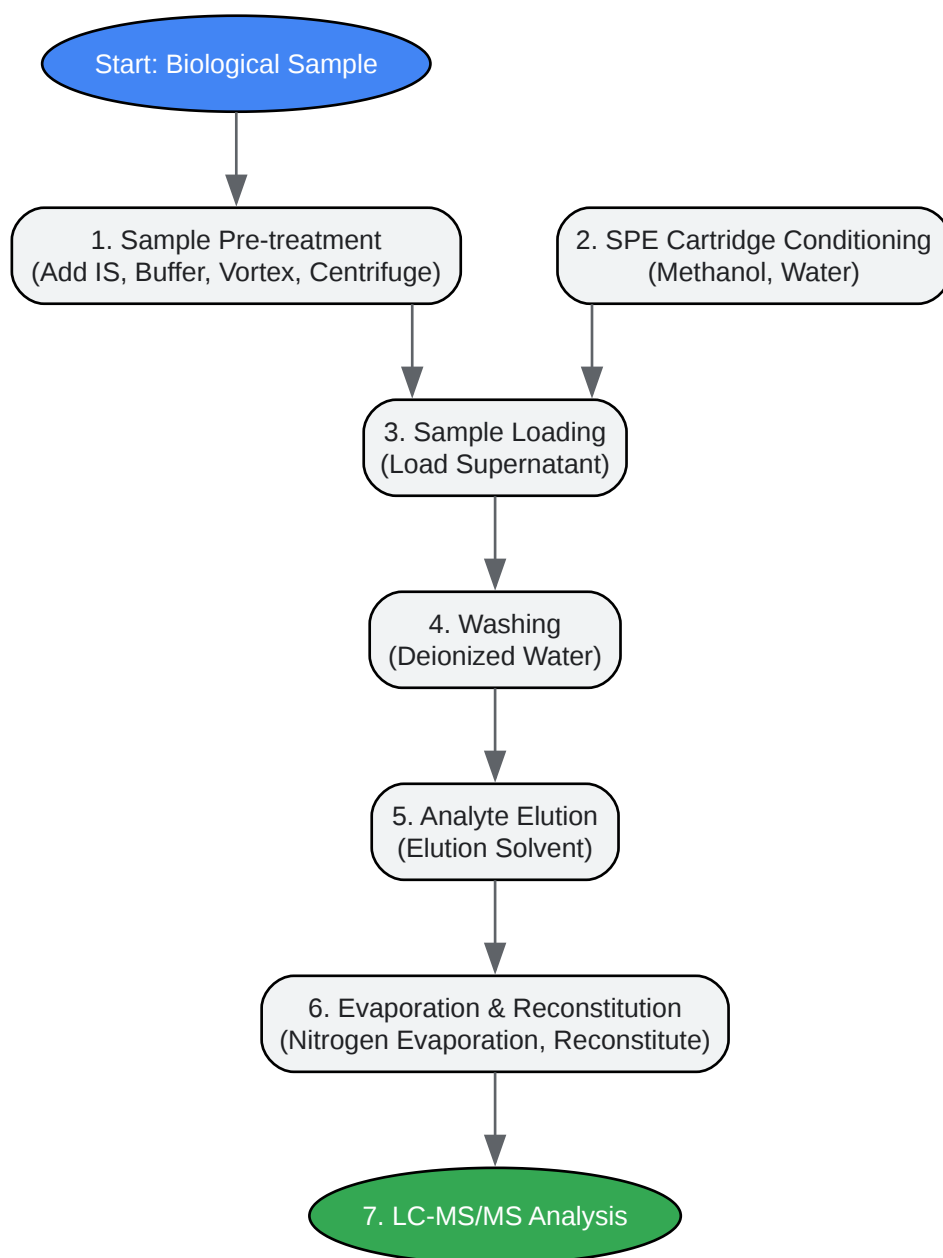 Start: Biological Sample
1. Sample Pre-treatment
(Add IS, Buffer, Vortex, Centrifuge)
2. SPE Cartridge Conditioning
(Methanol, Water)
3. Sample Loading
(Load Supernatant)
4. Washing
(Deionized Water)
5. Analyte Elution
(Elution Solvent)
6. Evaporation & Reconstitution
(Nitrogen Evaporation, Reconstitute)
7. LC-MS/MS Analysis